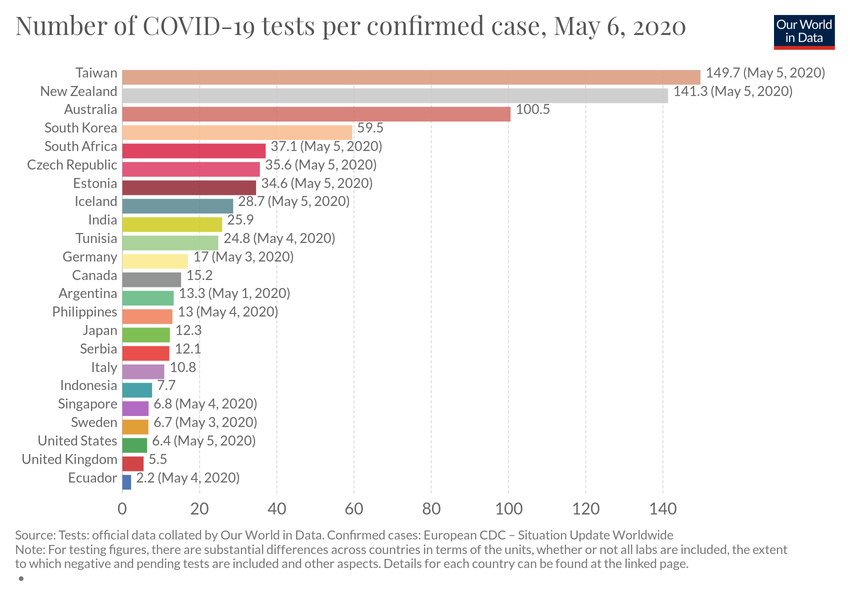 Number of COVID-19 tests per confirmed case, May 6, 2020
Our World
in Data
Taiwan 149.7 (May 5, 2020)
New Zealand 141.3 (May 5, 2020)
Australia 100.5
South Korea 59.5
South Africa 37.1 (May 5, 2020)
Czech Republic 35.6 (May 5, 2020)
Estonia 34.6 (May 5, 2020)
Iceland 28.7 (May 5, 2020)
India 25.9
Tunisia 24.8 (May 4, 2020)
Germany 17 (May 3, 2020)
Canada 15.2
Argentina 13.3 (May 1, 2020)
Philippines 13 (May 4, 2020)
Japan 12.3
Serbia 12.1
Italy 10.8
Indonesia 7.7
Singapore 6.8 (May 4, 2020)
Sweden 6.7 (May 3, 2020)
United States 6.4 (May 5, 2020)
United Kingdom 5.5
Ecuador 2.2 (May 4, 2020)
0 20 40 60 80 100 120 140
Source: Tests: official data collated by Our World in Data. Confirmed cases: European CDC – Situation Update Worldwide
Note: For testing figures, there are substantial differences across countries in terms of the units, whether or not all labs are included, the extent
to which negative and pending tests are included and other aspects. Details for each country can be found at the linked page.
•